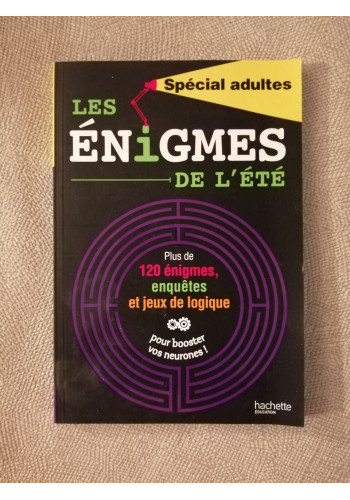 Spécial adultes
LES
ÉNiGMES
DE L'ÉTÉ
Plus de
120 énigmes,
enquêtes
et jeux de logique
pour booster
vos neurones !
hachette
ÉDUCATION